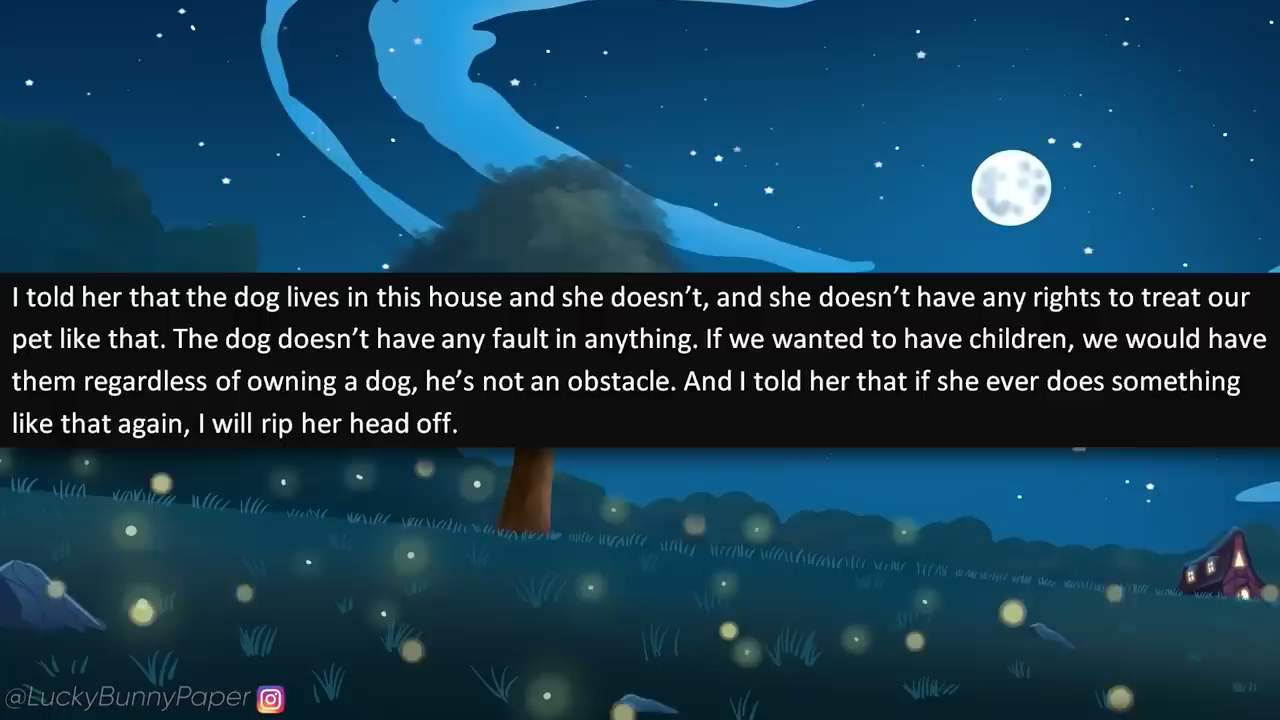 I told her that the dog lives in this house and she doesn’t, and she doesn’t have any rights to treat our
pet like that. The dog doesn’t have any fault in anything. If we wanted to have children, we would have
them regardless of owning a dog, he’s not an obstacle. And I told her that if she ever does something
like that again, I will rip her head off.
@LuckyBunnyPaper